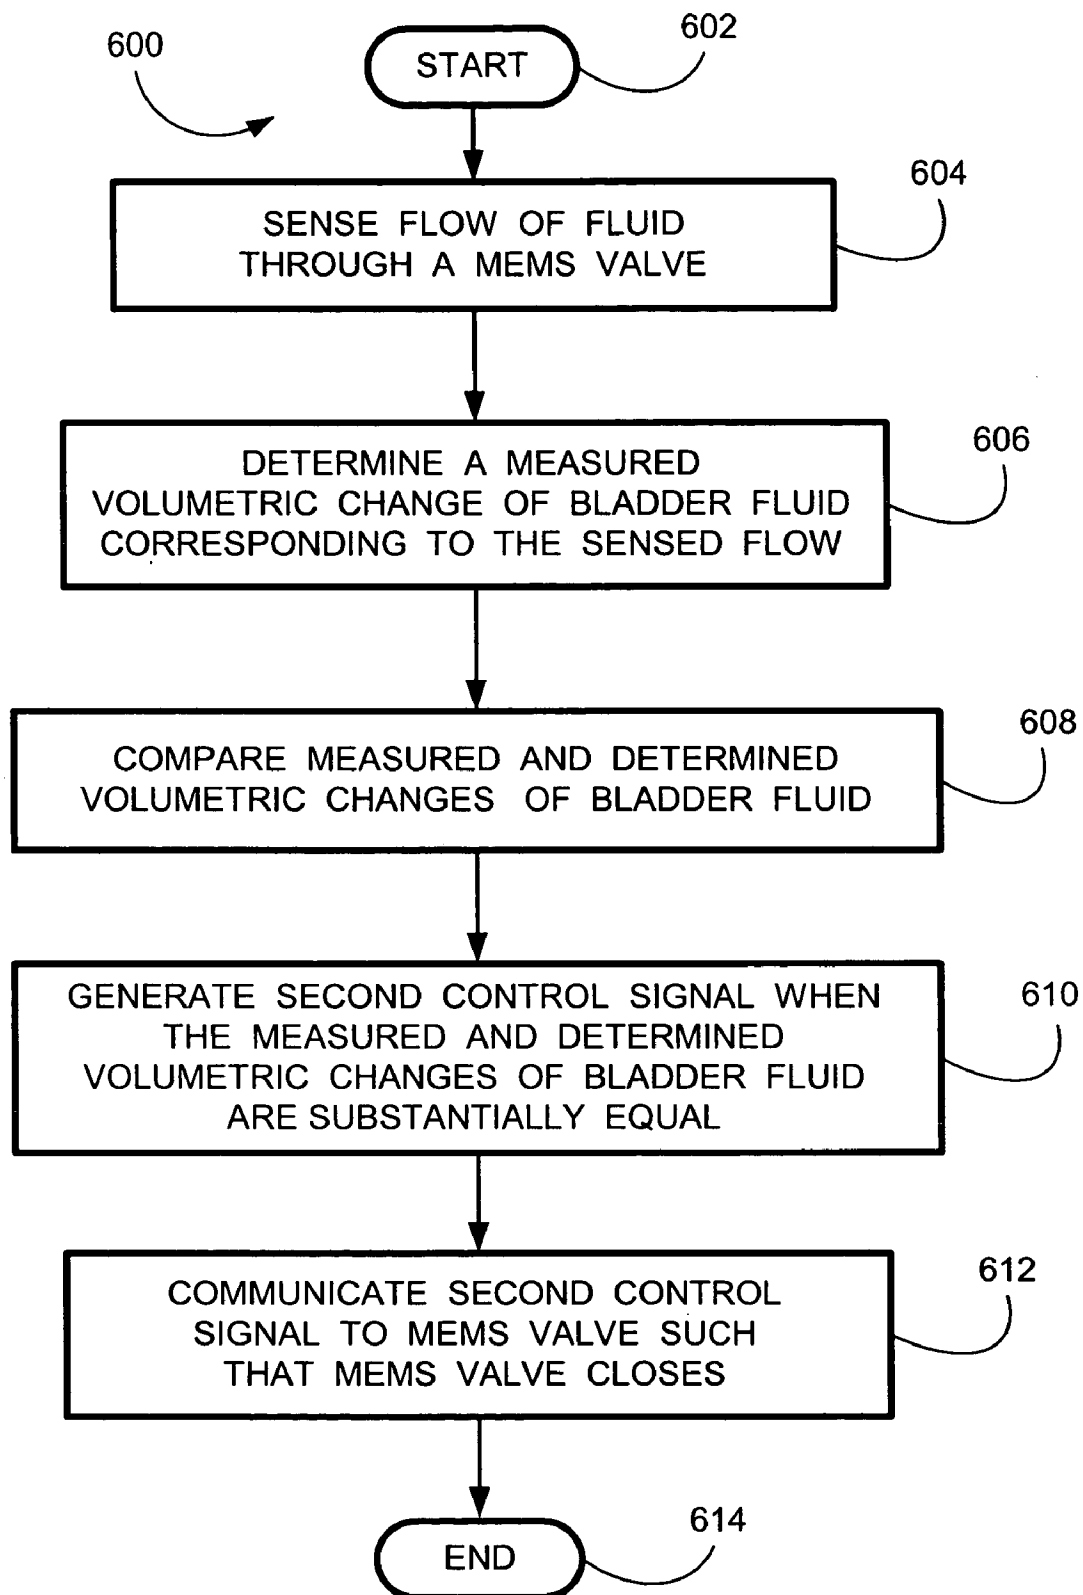 600
602
START
604
SENSE FLOW OF FLUID
THROUGH A MEMS VALVE
606
DETERMINE A MEASURED
VOLUMETRIC CHANGE OF BLADDER FLUID
CORRESPONDING TO THE SENSED FLOW
608
COMPARE MEASURED AND DETERMINED
VOLUMETRIC CHANGES OF BLADDER FLUID
610
GENERATE SECOND CONTROL SIGNAL WHEN
THE MEASURED AND DETERMINED
VOLUMETRIC CHANGES OF BLADDER FLUID
ARE SUBSTANTIALLY EQUAL
612
COMMUNICATE SECOND CONTROL
SIGNAL TO MEMS VALVE SUCH
THAT MEMS VALVE CLOSES
614
END